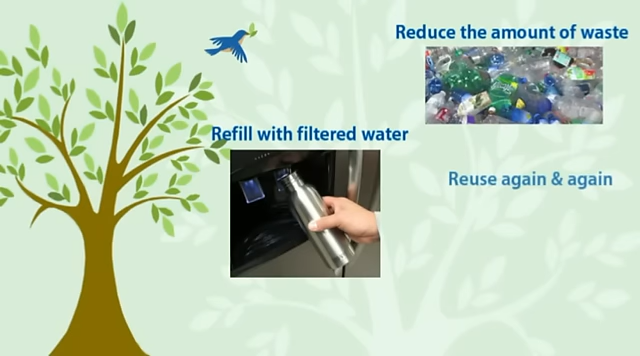 Reduce the amount of waste
Refill with filtered water
Reuse again & again